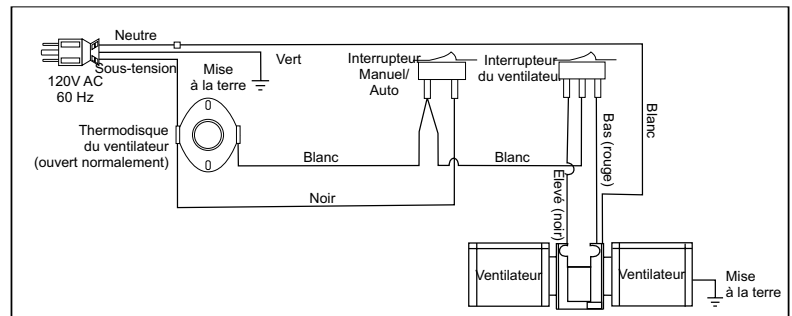 Neutre
Vert
Sous-tension
120V AC
60 Hz
Mise
à la terre
Interrupteur
Manuel/
Auto
Interrupteur
du ventilateur
Thermodisque
du ventilateur
(ouvert normalement)
Blanc
Blanc
Noir
Elevé (noir)
Bas (rouge)
Blanc
Ventilateur
Ventilateur
Mise
à la terre